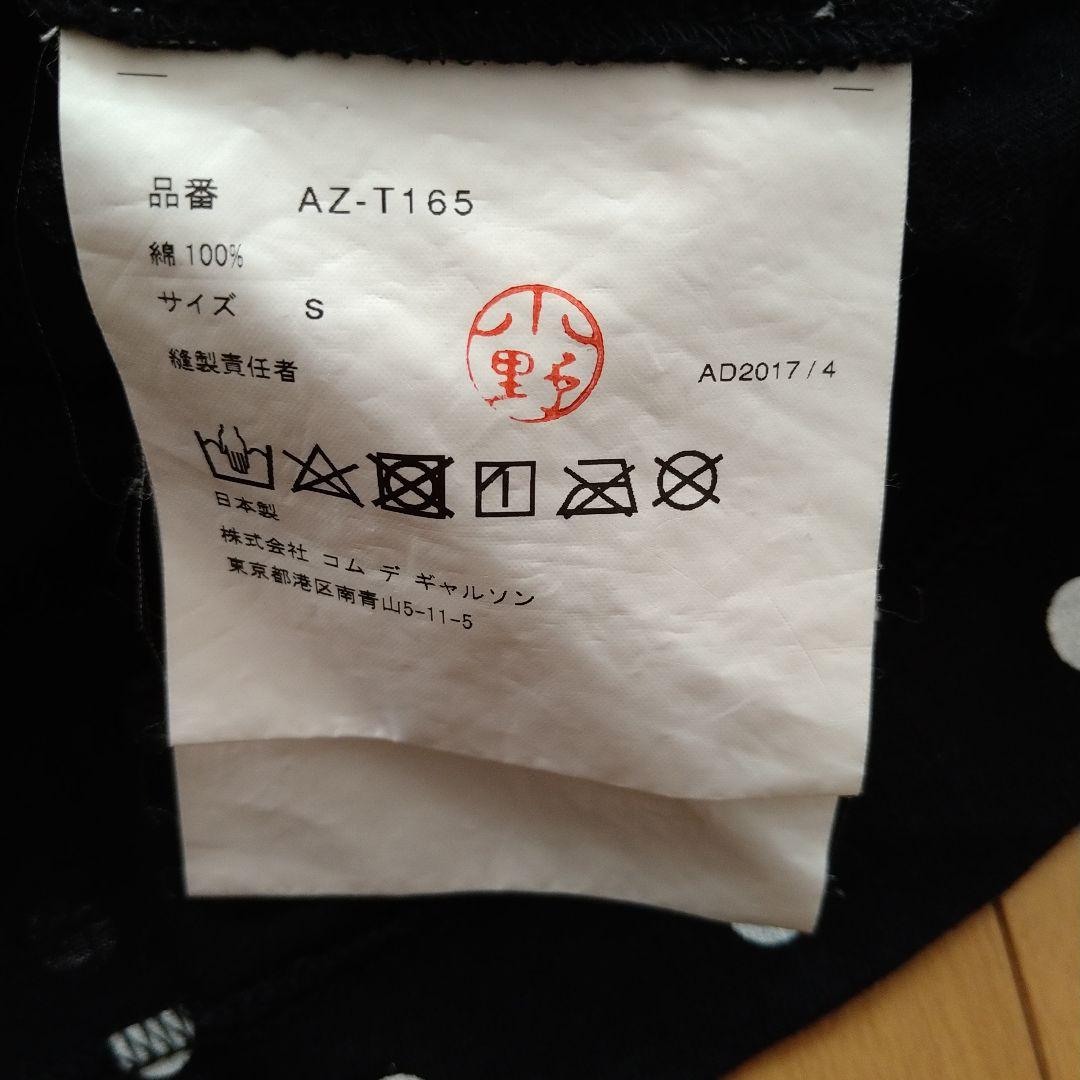 品番 AZ-T165
綿 100%
サイズ S
縫製責任者 小野 AD2017/4
日本製
株式会社 コム デ ギャルソン
東京都港区南青山5-11-5